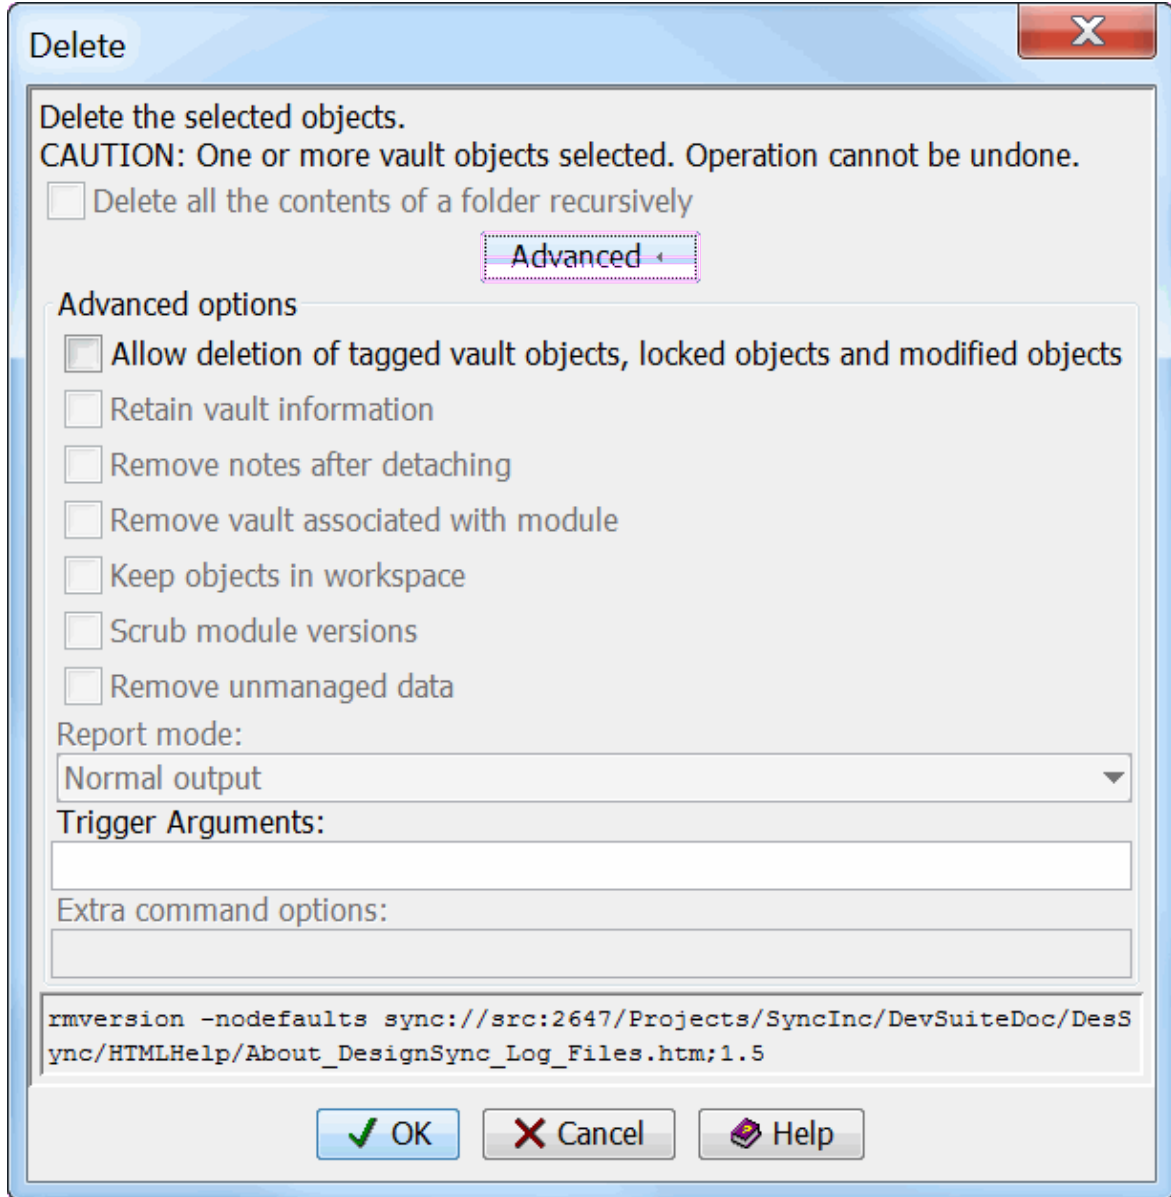 Delete
Delete the selected objects.
CAUTION: One or more vault objects selected. Operation cannot be undone.
Delete all the contents of a folder recursively
Advanced
Advanced options
Allow deletion of tagged vault objects, locked objects and modified objects
Retain vault information
Remove notes after detaching
Remove vault associated with module
Keep objects in workspace
Scrub module versions
Remove unmanaged data
Report mode:
Normal output
Trigger Arguments:
Extra command options:
rmversion -nodefaults sync://src:2647/Projects/SyncInc/DevSuiteDoc/DesS
ync/HTMLHelp/About_DesignSync_Log_Files.htm;1.5
OK Cancel Help